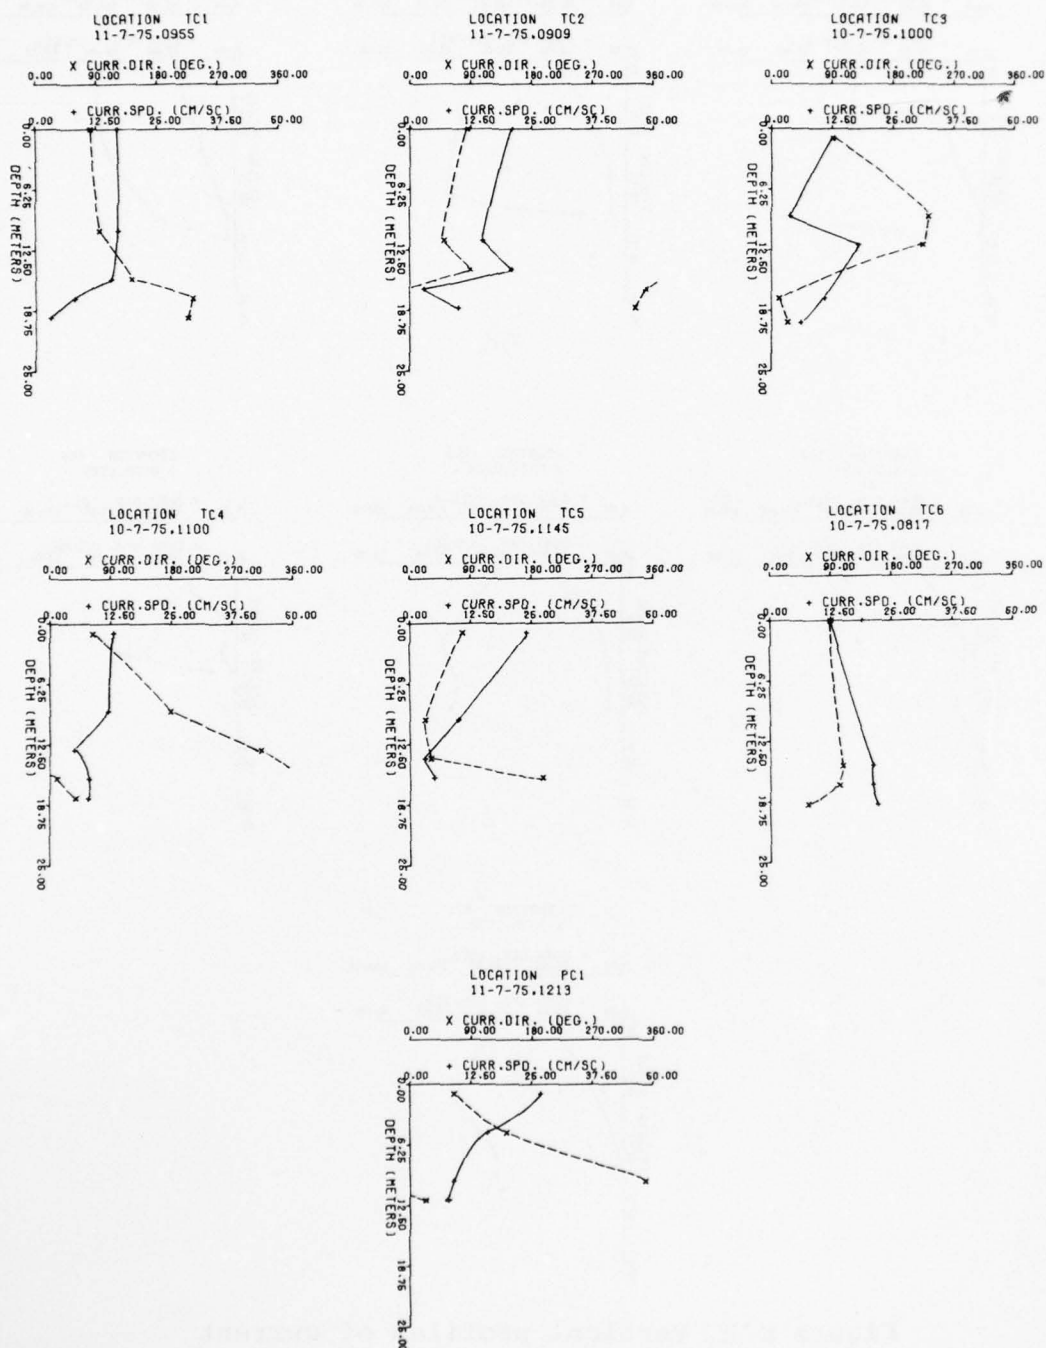 LOCATION TC1
11-7-75.0955
X CURR.DIR. (DEG.)
0.00 90.00 180.00 270.00 360.00
+ CURR.SPD. (CM/SC)
0.00 12.50 25.00 37.50 50.00
DEPTH (METERS)
0.00 6.25 12.50 18.75 25.00
LOCATION TC2
11-7-75.0909
X CURR.DIR. (DEG.)
0.00 90.00 180.00 270.00 360.00
+ CURR.SPD. (CM/SC)
0.00 12.50 25.00 37.50 50.00
DEPTH (METERS)
0.00 6.25 12.50 18.75 25.00
LOCATION TC3
10-7-75.1000
X CURR.DIR. (DEG.)
0.00 90.00 180.00 270.00 360.00
+ CURR.SPD. (CM/SC)
0.00 12.50 25.00 37.50 50.00
DEPTH (METERS)
0.00 6.25 12.50 18.75 25.00
LOCATION TC4
10-7-75.1100
X CURR.DIR. (DEG.)
0.00 90.00 180.00 270.00 360.00
+ CURR.SPD. (CM/SC)
0.00 12.50 25.00 37.50 50.00
DEPTH (METERS)
0.00 6.25 12.50 18.75 25.00
LOCATION TC5
10-7-75.1145
X CURR.DIR. (DEG.)
0.00 90.00 180.00 270.00 360.00
+ CURR.SPD. (CM/SC)
0.00 12.50 25.00 37.50 50.00
DEPTH (METERS)
0.00 6.25 12.50 18.75 25.00
LOCATION TC6
10-7-75.0817
X CURR.DIR. (DEG.)
0.00 90.00 180.00 270.00 360.00
+ CURR.SPD. (CM/SC)
0.00 12.50 25.00 37.50 50.00
DEPTH (METERS)
0.00 6.25 12.50 18.75 25.00
LOCATION PC1
11-7-75.1213
X CURR.DIR. (DEG.)
0.00 90.00 180.00 270.00 360.00
+ CURR.SPD. (CM/SC)
0.00 12.50 25.00 37.50 50.00
DEPTH (METERS)
0.00 6.25 12.50 18.75 25.00